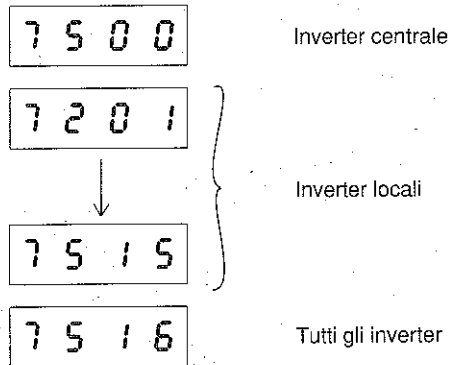 7500 Inverter centrale
7201
Inverter locali
7515
7516 Tutti gli inverter